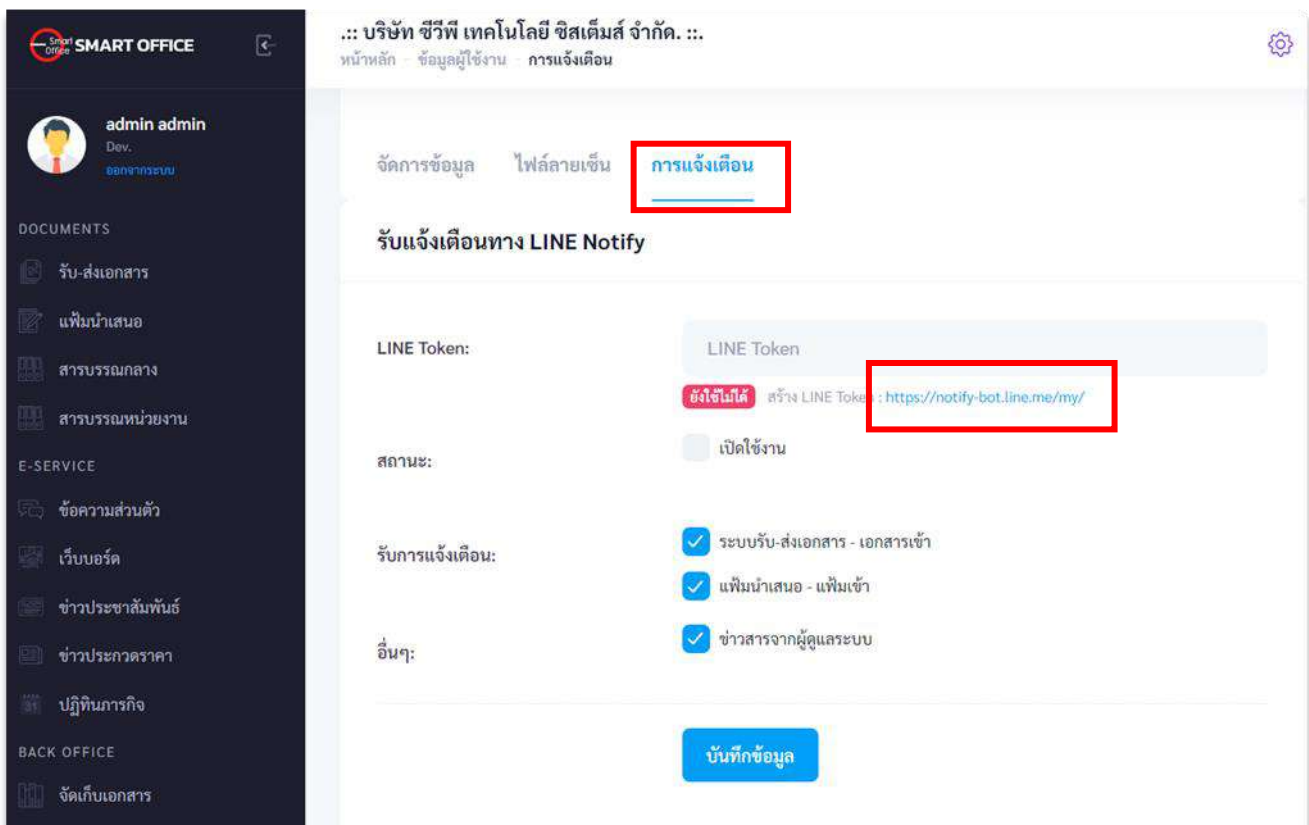 Smart Office SMART OFFICE
admin admin
Dev.
ออกจากระบบ
DOCUMENTS
รับ-ส่งเอกสาร
แฟ้มนำเสนอ
สารบรรณกลาง
สารบรรณหน่วยงาน
E-SERVICE
ข้อความส่วนตัว
เว็บบอร์ด
ข่าวประชาสัมพันธ์
ข่าวประกวดราคา
31 ปฏิทินภารกิจ
BACK OFFICE
จัดเก็บเอกสาร
.:: บริษัท ซีวีพี เทคโนโลยี ซิสเต็มส์ จำกัด. ::.
หน้าหลัก - ข้อมูลผู้ใช้งาน - การแจ้งเตือน
จัดการข้อมูล ไฟล์ลายเซ็น การแจ้งเตือน
รับแจ้งเตือนทาง LINE Notify
LINE Token: LINE Token
ยังใช้ไม่ได้ สร้าง LINE Token : https://notify-bot.line.me/my/
สถานะ: เปิดใช้งาน
รับการแจ้งเตือน: ระบบรับ-ส่งเอกสาร - เอกสารเข้า
แฟ้มนำเสนอ - แฟ้มเข้า
อื่นๆ: ข่าวสารจากผู้ดูแลระบบ
บันทึกข้อมูล